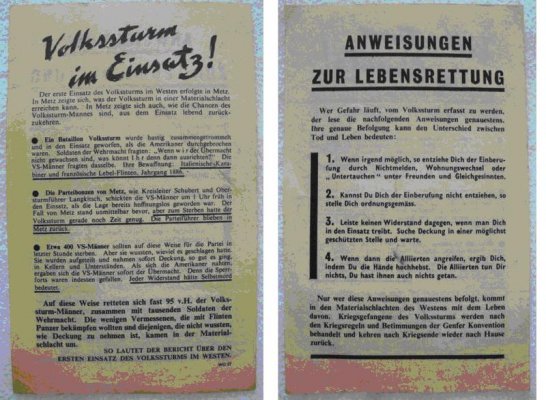 Volkssturm
im Einsatz!
Der erste Einsatz des Volkssturms im Westen erfolgte in Metz.
In Metz zeigte sich, was der Volkssturm in einer Materialschlacht
erreichen kann. In Metz zeigte sich auch, wie die Chancen des
Volkssturm-Mannes sind, aus dem Einsatz lebend zurück-
zukehren.
● Ein Bataillon Volkssturm wurde hastig zusammengetrommelt
und in den Einsatz geworfen, als die Amerikaner durchgebrochen
waren. Soldaten der Wehrmacht fragten: „Wenn w i r der Übermacht
nicht gewachsen sind, was könnt I h r denn dann ausrichten?" Die
VS-Männer fragten dasselbe. Ihre Bewaffnung: Italienische Kara-
biner und französische Lebel-Flinten, Jahrgang 1886.
● Die Parteibonzen von Metz, wie Kreisleiter Schubert und Ober-
sturmführer Langkitsch, schickten die VS-Männer um 1 Uhr früh in
den Einsatz, als die Lage bereits hoffnungslos geworden war. Der
Fall von Metz stand unmittelbar bevor, aber zum Sterben hatte der
Volkssturm gerade noch Zeit genug. Die Parteiführer blieben in
Metz zurück.
● Etwa 400 VS-Männer sollten auf diese Weise für die Partei in
letzter Stunde sterben. Aber sie wussten, wieviel es geschlagen hatte.
Sie wurden aufgeteilt und nahmen sofort Deckung, so gut es ging,
in Kellern und Unterständen. Als sich die Amerikaner nahten,
ergaben sich die VS-Männer sofort der Übermacht. Denn die Sperr-
forts waren indessen gefallen. Jeder Widerstand hätte Selbstmord
bedeutet.
Auf diese Weise retteten sich fast 95 v.H. der Volks-
sturm-Männer, zusammen mit tausenden Soldaten der
Wehrmacht. Die wenigen Vermessenen, die mit Flinten
Panzer bekämpfen wollten und diejenigen, die nicht wussten,
wie Deckung zu nehmen ist, kamen in der Material-
schlacht um.
SO LAUTET DER BERICHT ÜBER DEN
ERSTEN EINSATZ DES VOLKSSTURMS IM WESTEN.
ANWEISUNGEN
ZUR LEBENSRETTUNG
Wer Gefahr läuft, vom Volkssturm erfasst zu werden,
der lese die nachfolgenden Anweisungen genauestens.
Ihre genaue Befolgung kann den Unterschied zwischen
Tod und Leben bedeuten:
1. Wenn irgend möglich, so entziehe Dich der Einberu-
fung durch Nichtmelden, Wohnungswechsel oder
„Untertauchen" unter Freunden und Gleichgesinnten.
2. Kannst Du Dich der Einberufung nicht entziehen, so
stelle Dich ordnungsgemäss.
3. Leiste keinen Widerstand dagegen, wenn man Dich
in den Einsatz treibt. Suche Deckung in einer möglichst
geschützten Stelle und warte.
4. Wenn dann die Alliierten angreifen, ergib Dich,
indem Du die Hände hochhebst. Die Alliierten tun Dir
nichts, Du hast ihnen auch nichts getan.
Nur wer diese Anweisungen genauestens befolgt, kommt
in den Materialschlachten des Westens mit dem Leben
davon. Kriegsgefangene des Volkssturms werden nach
den Kriegsregeln und Bestimmungen der Genfer Konvention
behandelt und kehren nach Kriegsende wieder nach Hause
zurück.